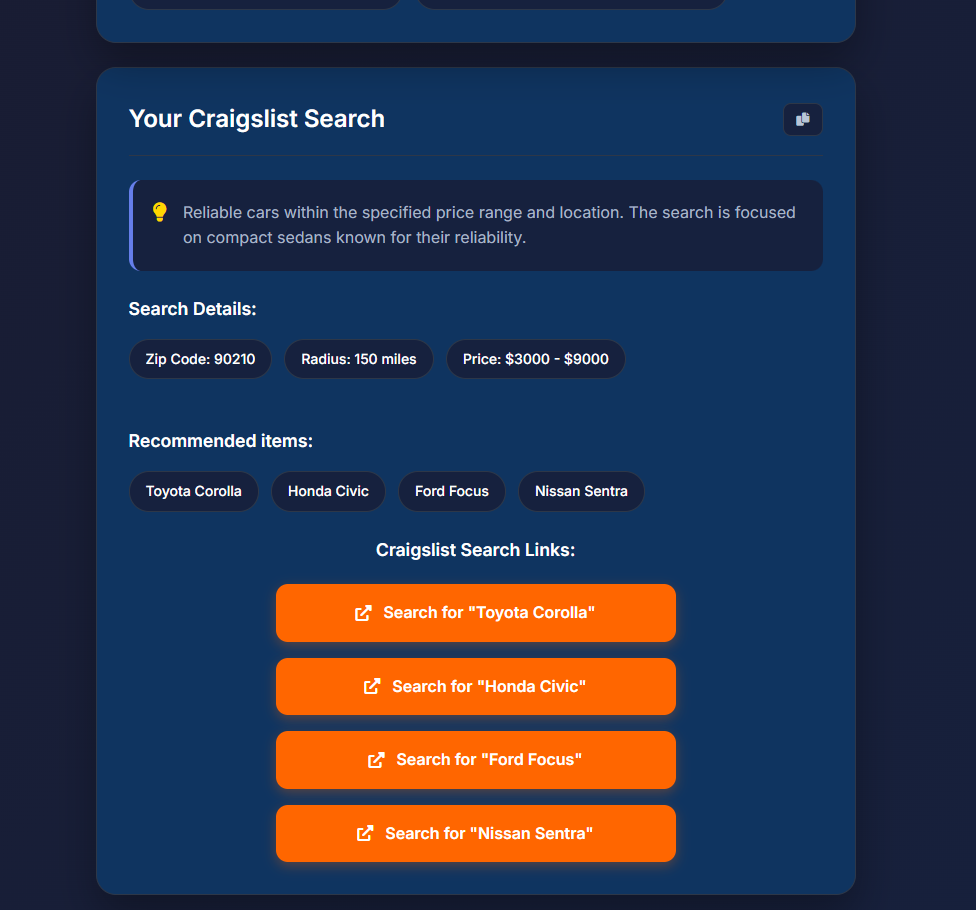 Your Craigslist Search
Reliable cars within the specified price range and location. The search is focused
on compact sedans known for their reliability.
Search Details:
Zip Code: 90210
Radius: 150 miles
Price: $3000 - $9000
Recommended items:
Toyota Corolla
Honda Civic
Ford Focus
Nissan Sentra
Craigslist Search Links:
Search for "Toyota Corolla"
Search for "Honda Civic"
Search for "Ford Focus"
Search for "Nissan Sentra"